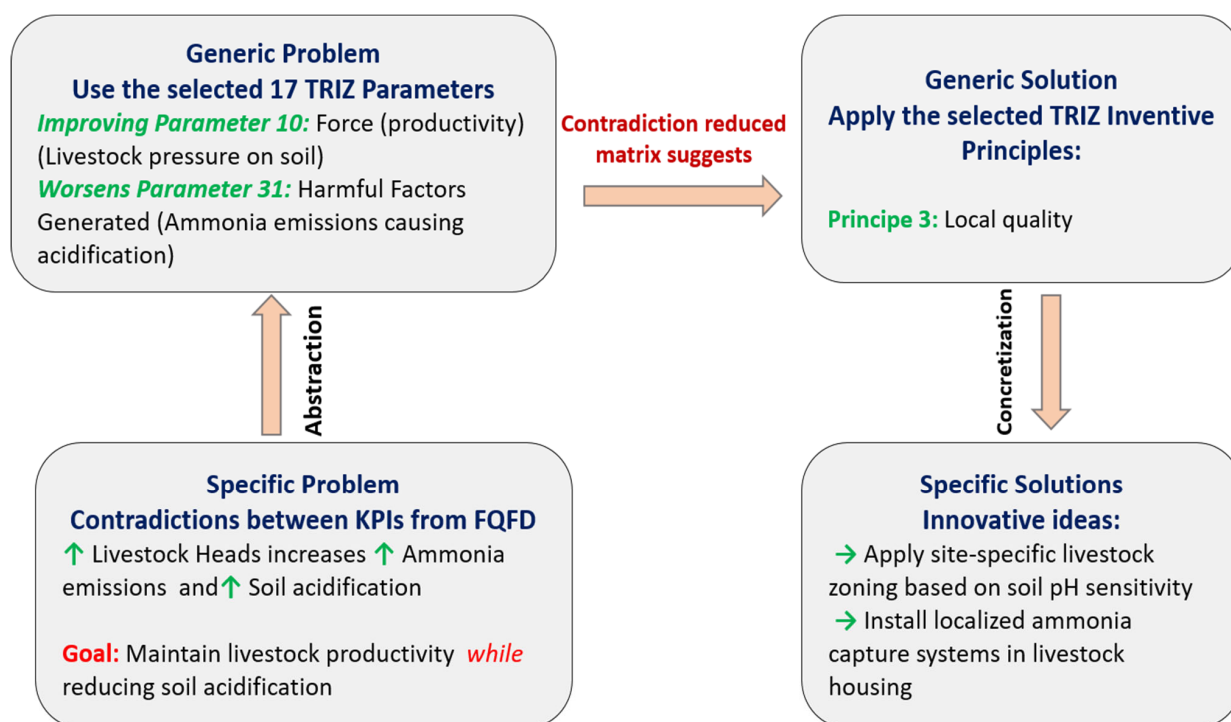 Generic Problem
Use the selected 17 TRIZ Parameters
Improving Parameter 10: Force (productivity)
(Livestock pressure on soil)
Worsens Parameter 31: Harmful Factors
Generated (Ammonia emissions causing
acidification)
Contradiction reduced
matrix suggests
Generic Solution
Apply the selected TRIZ Inventive
Principles:
Principe 3: Local quality
Abstraction
Concretization
Specific Problem
Contradictions between KPIs from FQFD
↑ Livestock Heads increases ↑ Ammonia
emissions and ↑ Soil acidification
Goal: Maintain livestock productivity while
reducing soil acidification
Specific Solutions
Innovative ideas:
→ Apply site-specific livestock
zoning based on soil pH sensitivity
→ Install localized ammonia
capture systems in livestock
housing